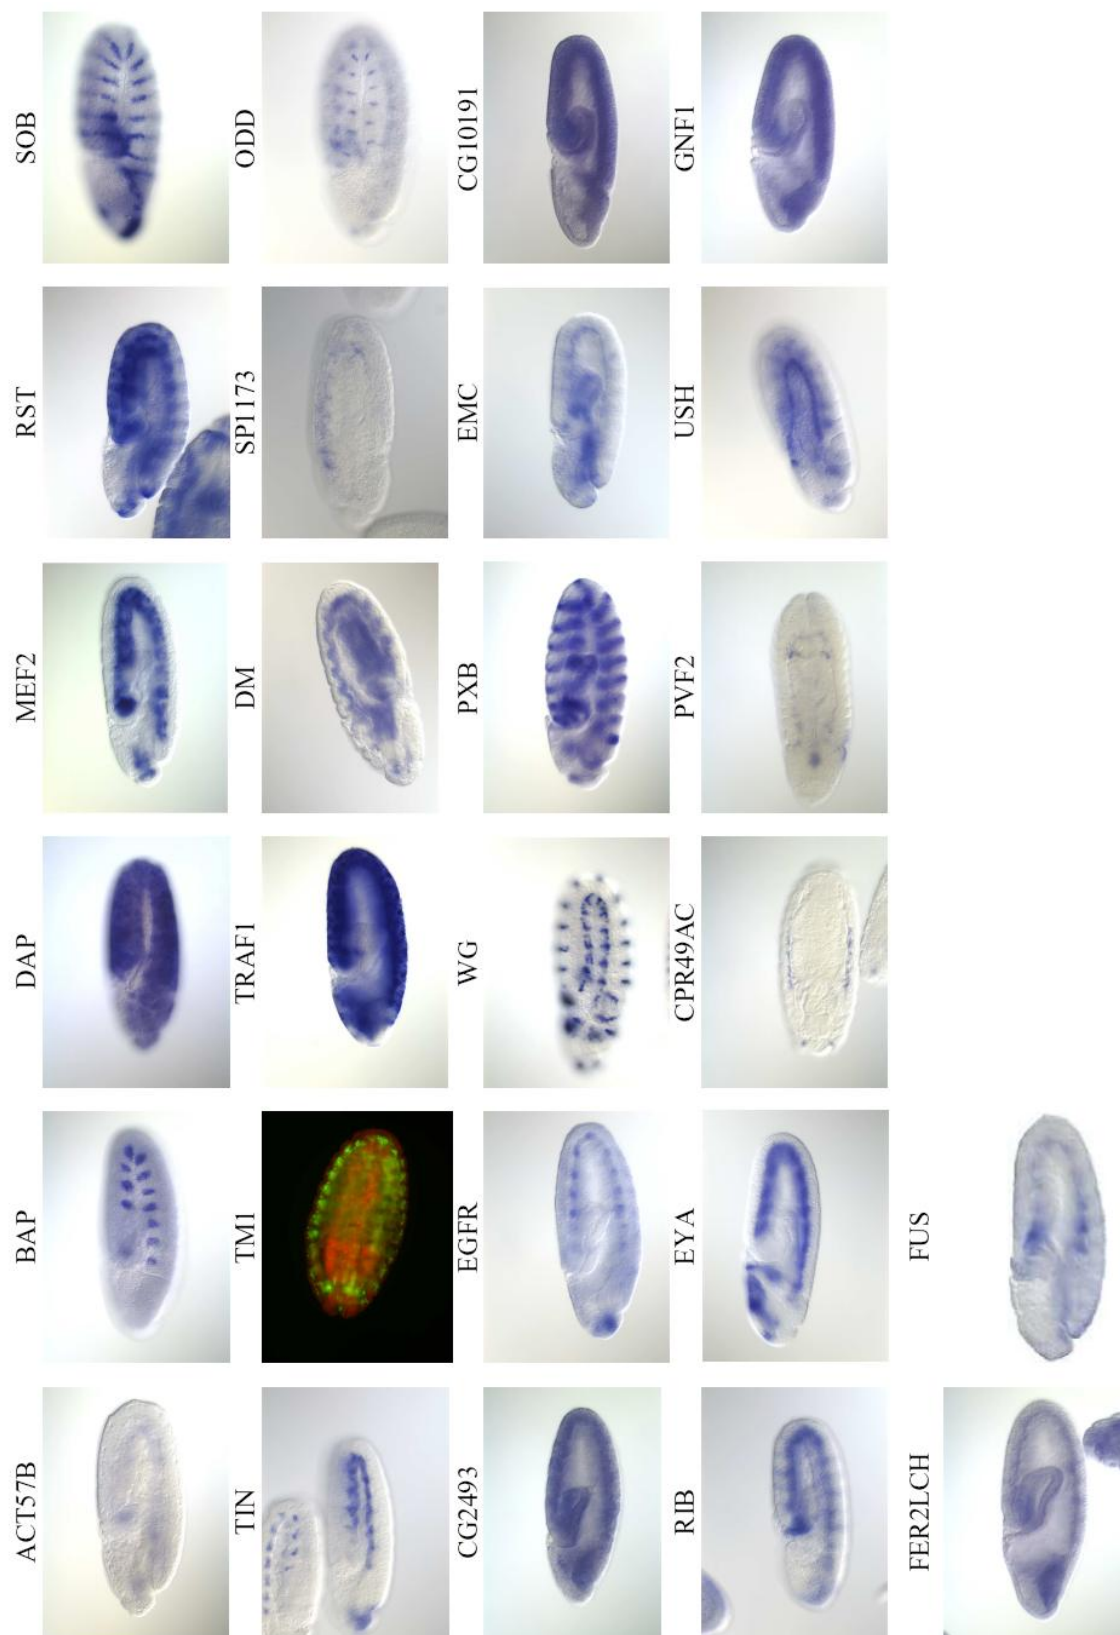 ACT57B
BAP
DAP
MEF2
RST
SOB
TIN
TM1
TRAF1
DM
SP1173
ODD
CG2493
EGFR
WG
PXB
EMC
CG10191
RIB
EYA
CPR49AC
PVF2
USH
GNF1
FER2LCH
FUS